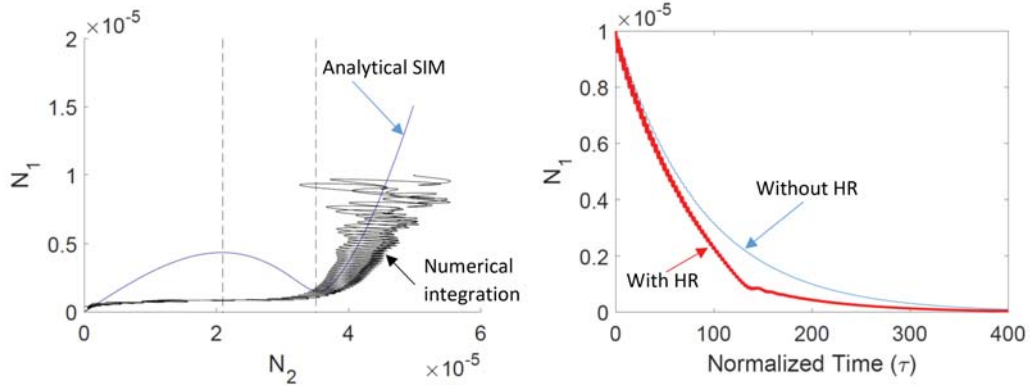 ×10⁻⁵
2
1.5
1
0.5
0
N₁
Analytical SIM
Numerical
integration
0
2
4
6
N₂
×10⁻⁵
×10⁻⁵
1
0.8
0.6
0.4
0.2
0
N₁
Without HR
With HR
0
100
200
300
400
Normalized Time (τ)